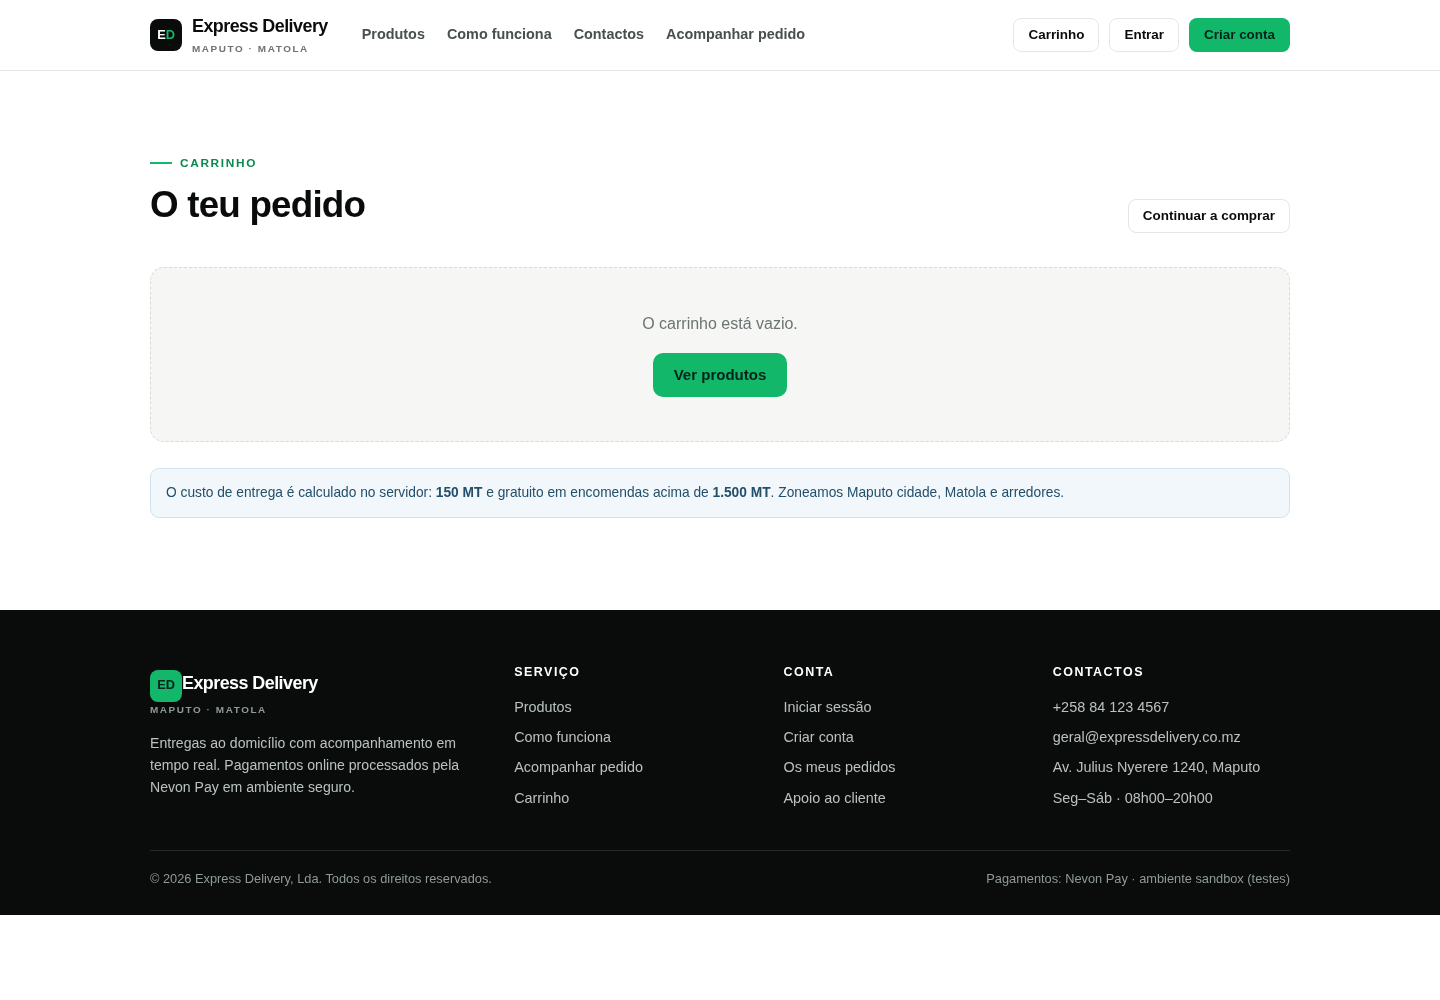 ED
Express Delivery
MAPUTO · MATOLA
Produtos
Como funciona
Contactos
Acompanhar pedido
Carrinho
Entrar
Criar conta
CARRINHO
O teu pedido
Continuar a comprar
O carrinho está vazio.
Ver produtos
O custo de entrega é calculado no servidor: 150 MT e gratuito em encomendas acima de 1.500 MT. Zoneamos Maputo cidade, Matola e arredores.
ED
Express Delivery
MAPUTO · MATOLA
Entregas ao domicílio com acompanhamento em
tempo real. Pagamentos online processados pela
Nevon Pay em ambiente seguro.
SERVIÇO
Produtos
Como funciona
Acompanhar pedido
Carrinho
CONTA
Iniciar sessão
Criar conta
Os meus pedidos
Apoio ao cliente
CONTACTOS
+258 84 123 4567
geral@expressdelivery.co.mz
Av. Julius Nyerere 1240, Maputo
Seg–Sáb · 08h00–20h00
© 2026 Express Delivery, Lda. Todos os direitos reservados.
Pagamentos: Nevon Pay · ambiente sandbox (testes)